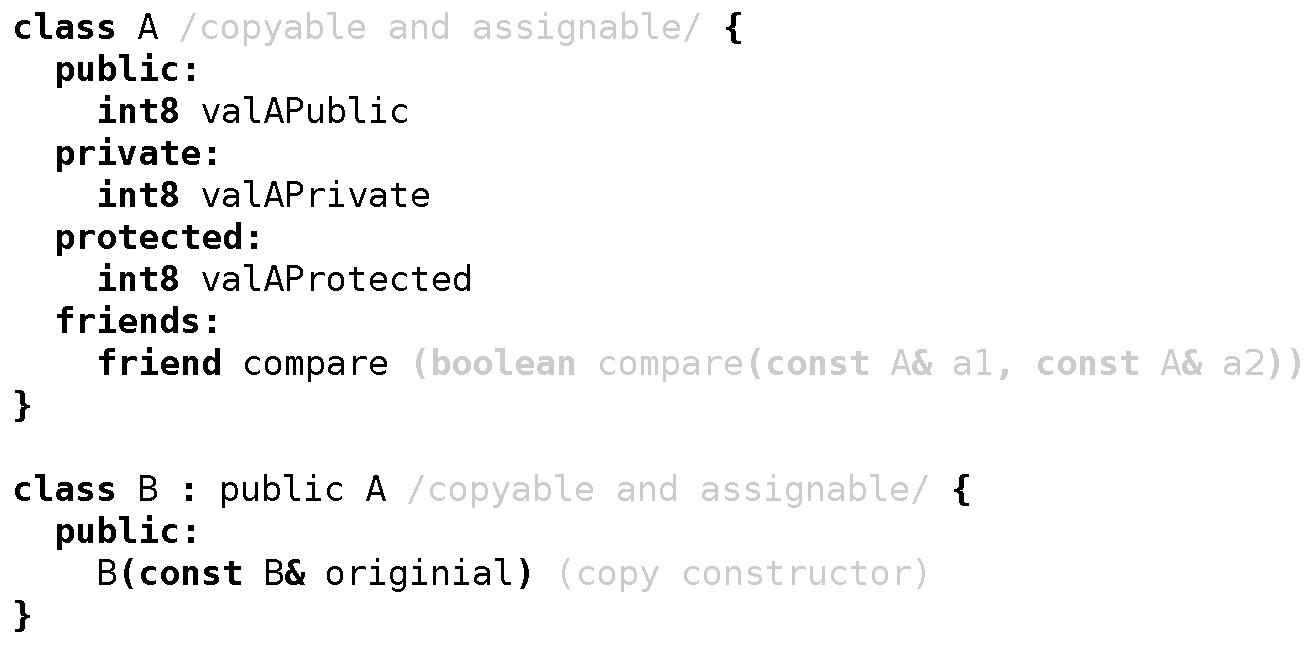 class A /copyable and assignable/ {
public:
int8 valAPublic
private:
int8 valAPrivate
protected:
int8 valAProtected
friends:
friend compare (boolean compare(const A& a1, const A& a2))
}
class B : public A /copyable and assignable/ {
public:
B(const B& originial) (copy constructor)
}